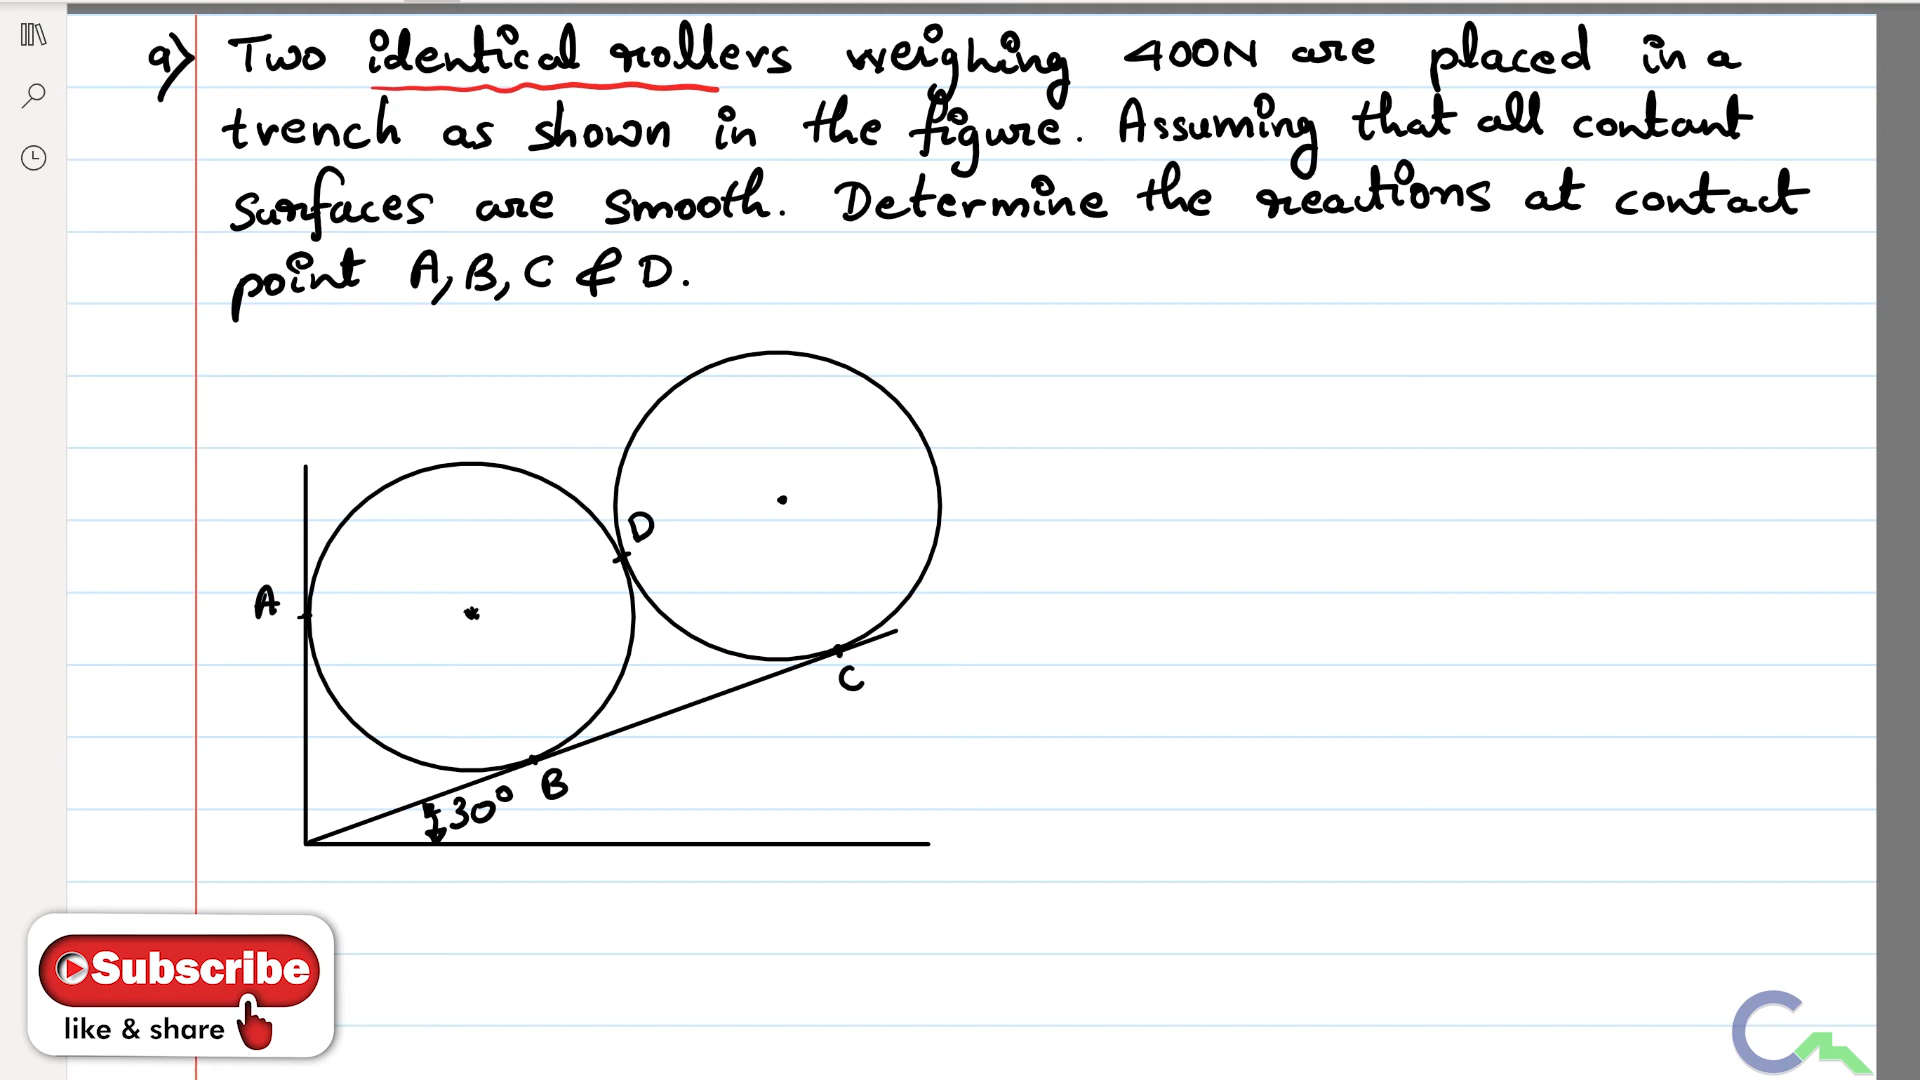 q) Two identical rollers weighing 400N are placed in a
trench as shown in the figure. Assuming that all contant
surfaces are smooth. Determine the reactions at contact
point A, B, C & D.
D
A
C
B
30°
Subscribe
like & share